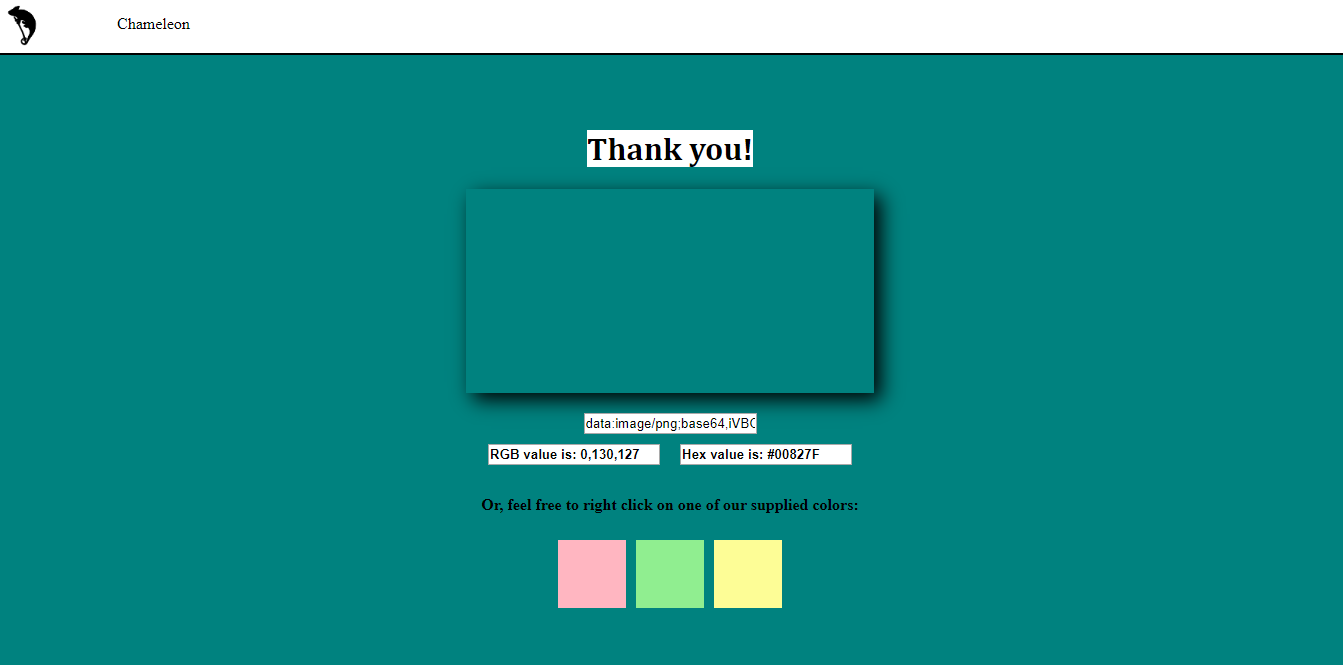 Chameleon
Thank you!
data:image/png;base64,iVBO
RGB value is: 0,130,127
Hex value is: #00827F
Or, feel free to right click on one of our supplied colors: